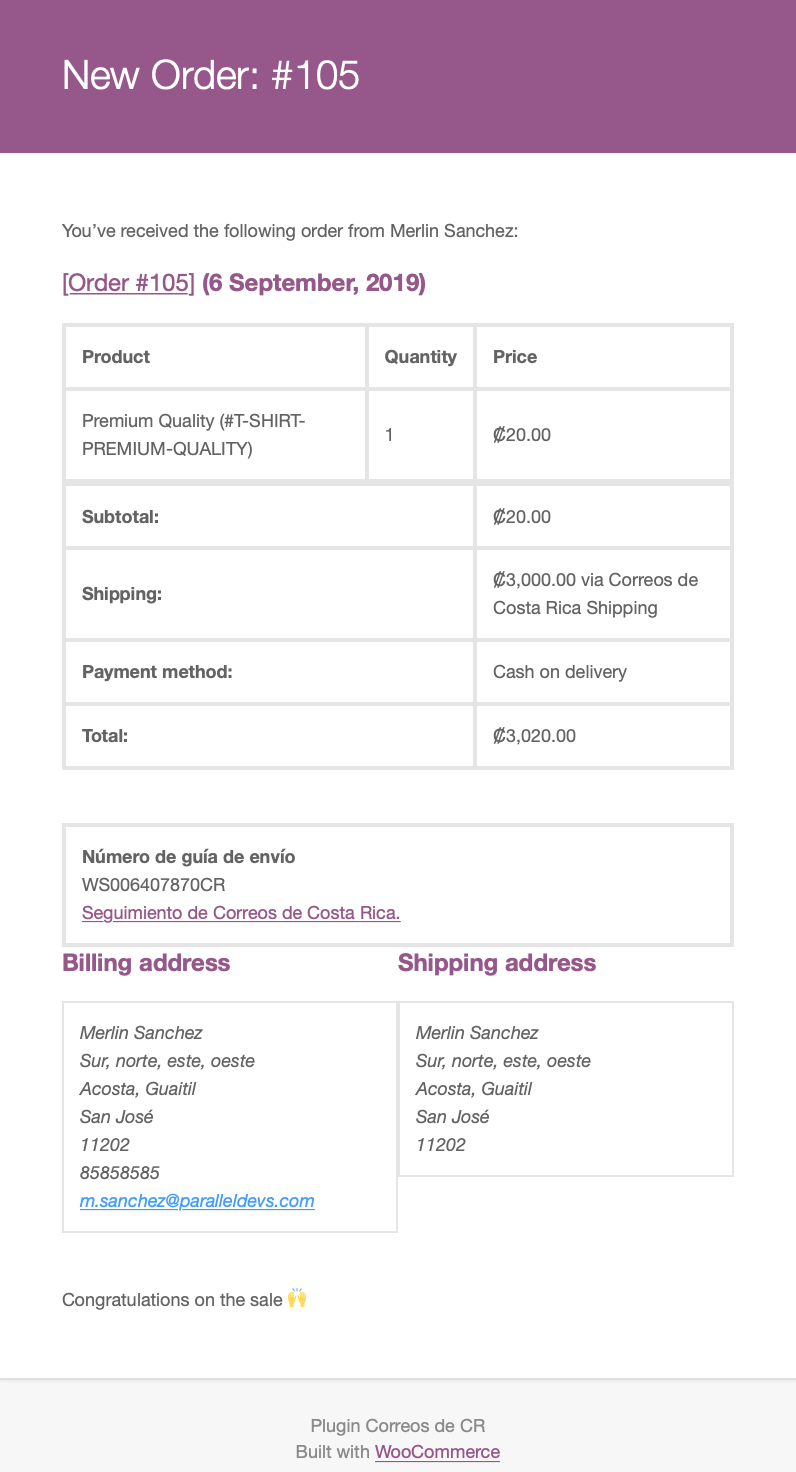 New Order: #105
You’ve received the following order from Merlin Sanchez:
[Order #105] (6 September, 2019)
Product Quantity Price
Premium Quality (#T-SHIRT-
PREMIUM-QUALITY) 1 ₡20.00
Subtotal: ₡20.00
Shipping: ₡3,000.00 via Correos de
Costa Rica Shipping
Payment method: Cash on delivery
Total: ₡3,020.00
Número de guía de envío
WS006407870CR
Seguimiento de Correos de Costa Rica.
Billing address
Merlin Sanchez
Sur, norte, este, oeste
Acosta, Guaitil
San José
11202
85858585
m.sanchez@paralleldevs.com
Shipping address
Merlin Sanchez
Sur, norte, este, oeste
Acosta, Guaitil
San José
11202
Congratulations on the sale 🙌
Plugin Correos de CR
Built with WooCommerce